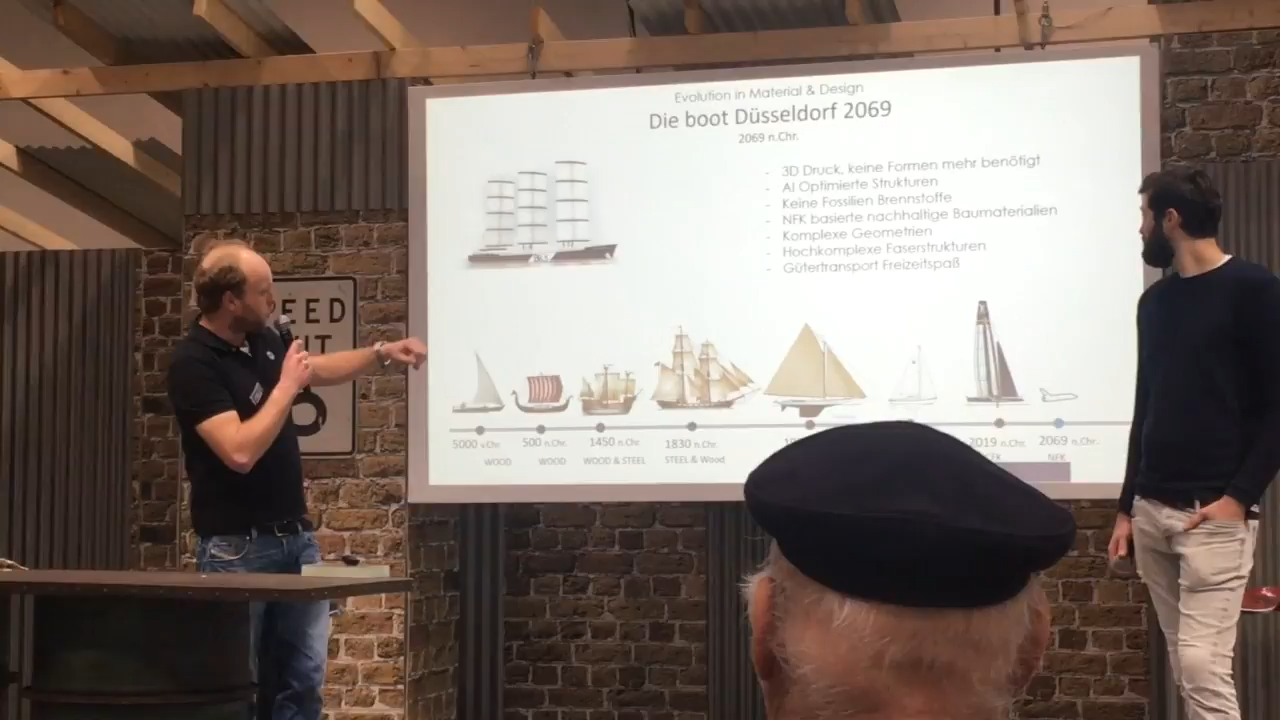 Evolution in Material & Design
Die boot Düsseldorf 2069
2069 n.Chr.
- 3D Druck, keine Formen mehr benötigt
- AI Optimierte Strukturen
- Keine Fossilien Brennstoffe
- NFK basierte nachhaltige Baumaterialien
- Komplexe Geometrien
- Hochkomplexe Faserstrukturen
- Gütertransport Freizeitspaß
EED
5000 v.Chr. 500 n.Chr. 1450 n.Chr. 1830 n.Chr. 2019 n.Chr. 2069 n.Chr.
WOOD WOOD WOOD & STEEL STEEL & Wood CFK NFK